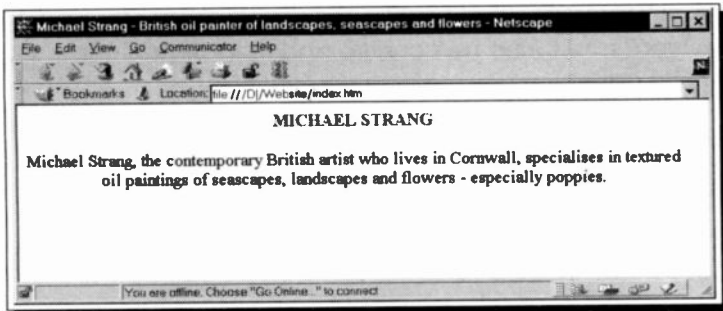 Michael Strang - British oil painter of landscapes, seascapes and flowers - Netscape
File Edit View Go Communicator Help
Bookmarks Location: file ///D|/Website/index.htm
MICHAEL STRANG
Michael Strang, the contemporary British artist who lives in Cornwall, specialises in textured
oil paintings of seascapes, landscapes and flowers - especially poppies.
You are offline. Choose "Go Online.." to connect